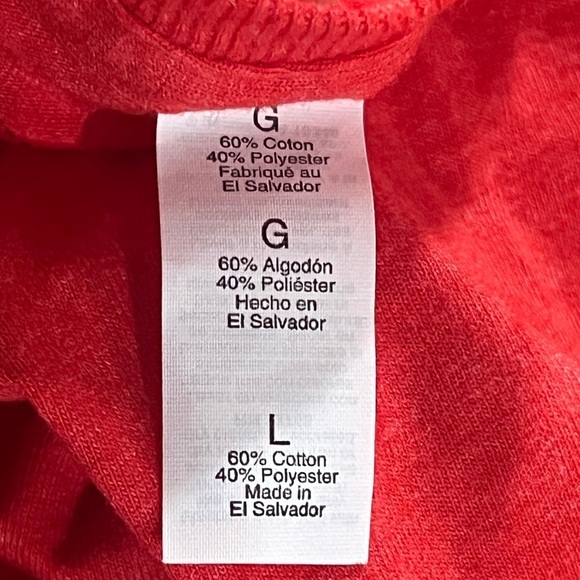 G
60% Coton
40% Polyester
Fabriqué au
El Salvador
G
60% Algodón
40% Poliéster
Hecho en
El Salvador
L
60% Cotton
40% Polyester
Made in
El Salvador